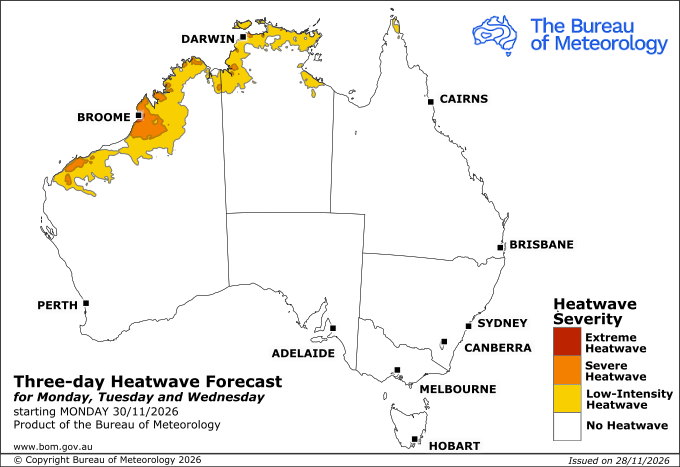 The Bureau
of Meteorology
DARWIN
CAIRNS
BROOME
BRISBANE
PERTH
SYDNEY
CANBERRA
ADELAIDE
MELBOURNE
HOBART
Heatwave
Severity
Extreme
Heatwave
Severe
Heatwave
Low-Intensity
Heatwave
No Heatwave
Three-day Heatwave Forecast
for Monday, Tuesday and Wednesday
starting MONDAY 30/11/2026
Product of the Bureau of Meteorology
www.bom.gov.au
© Copyright Bureau of Meteorology 2026
Issued on 28/11/2026